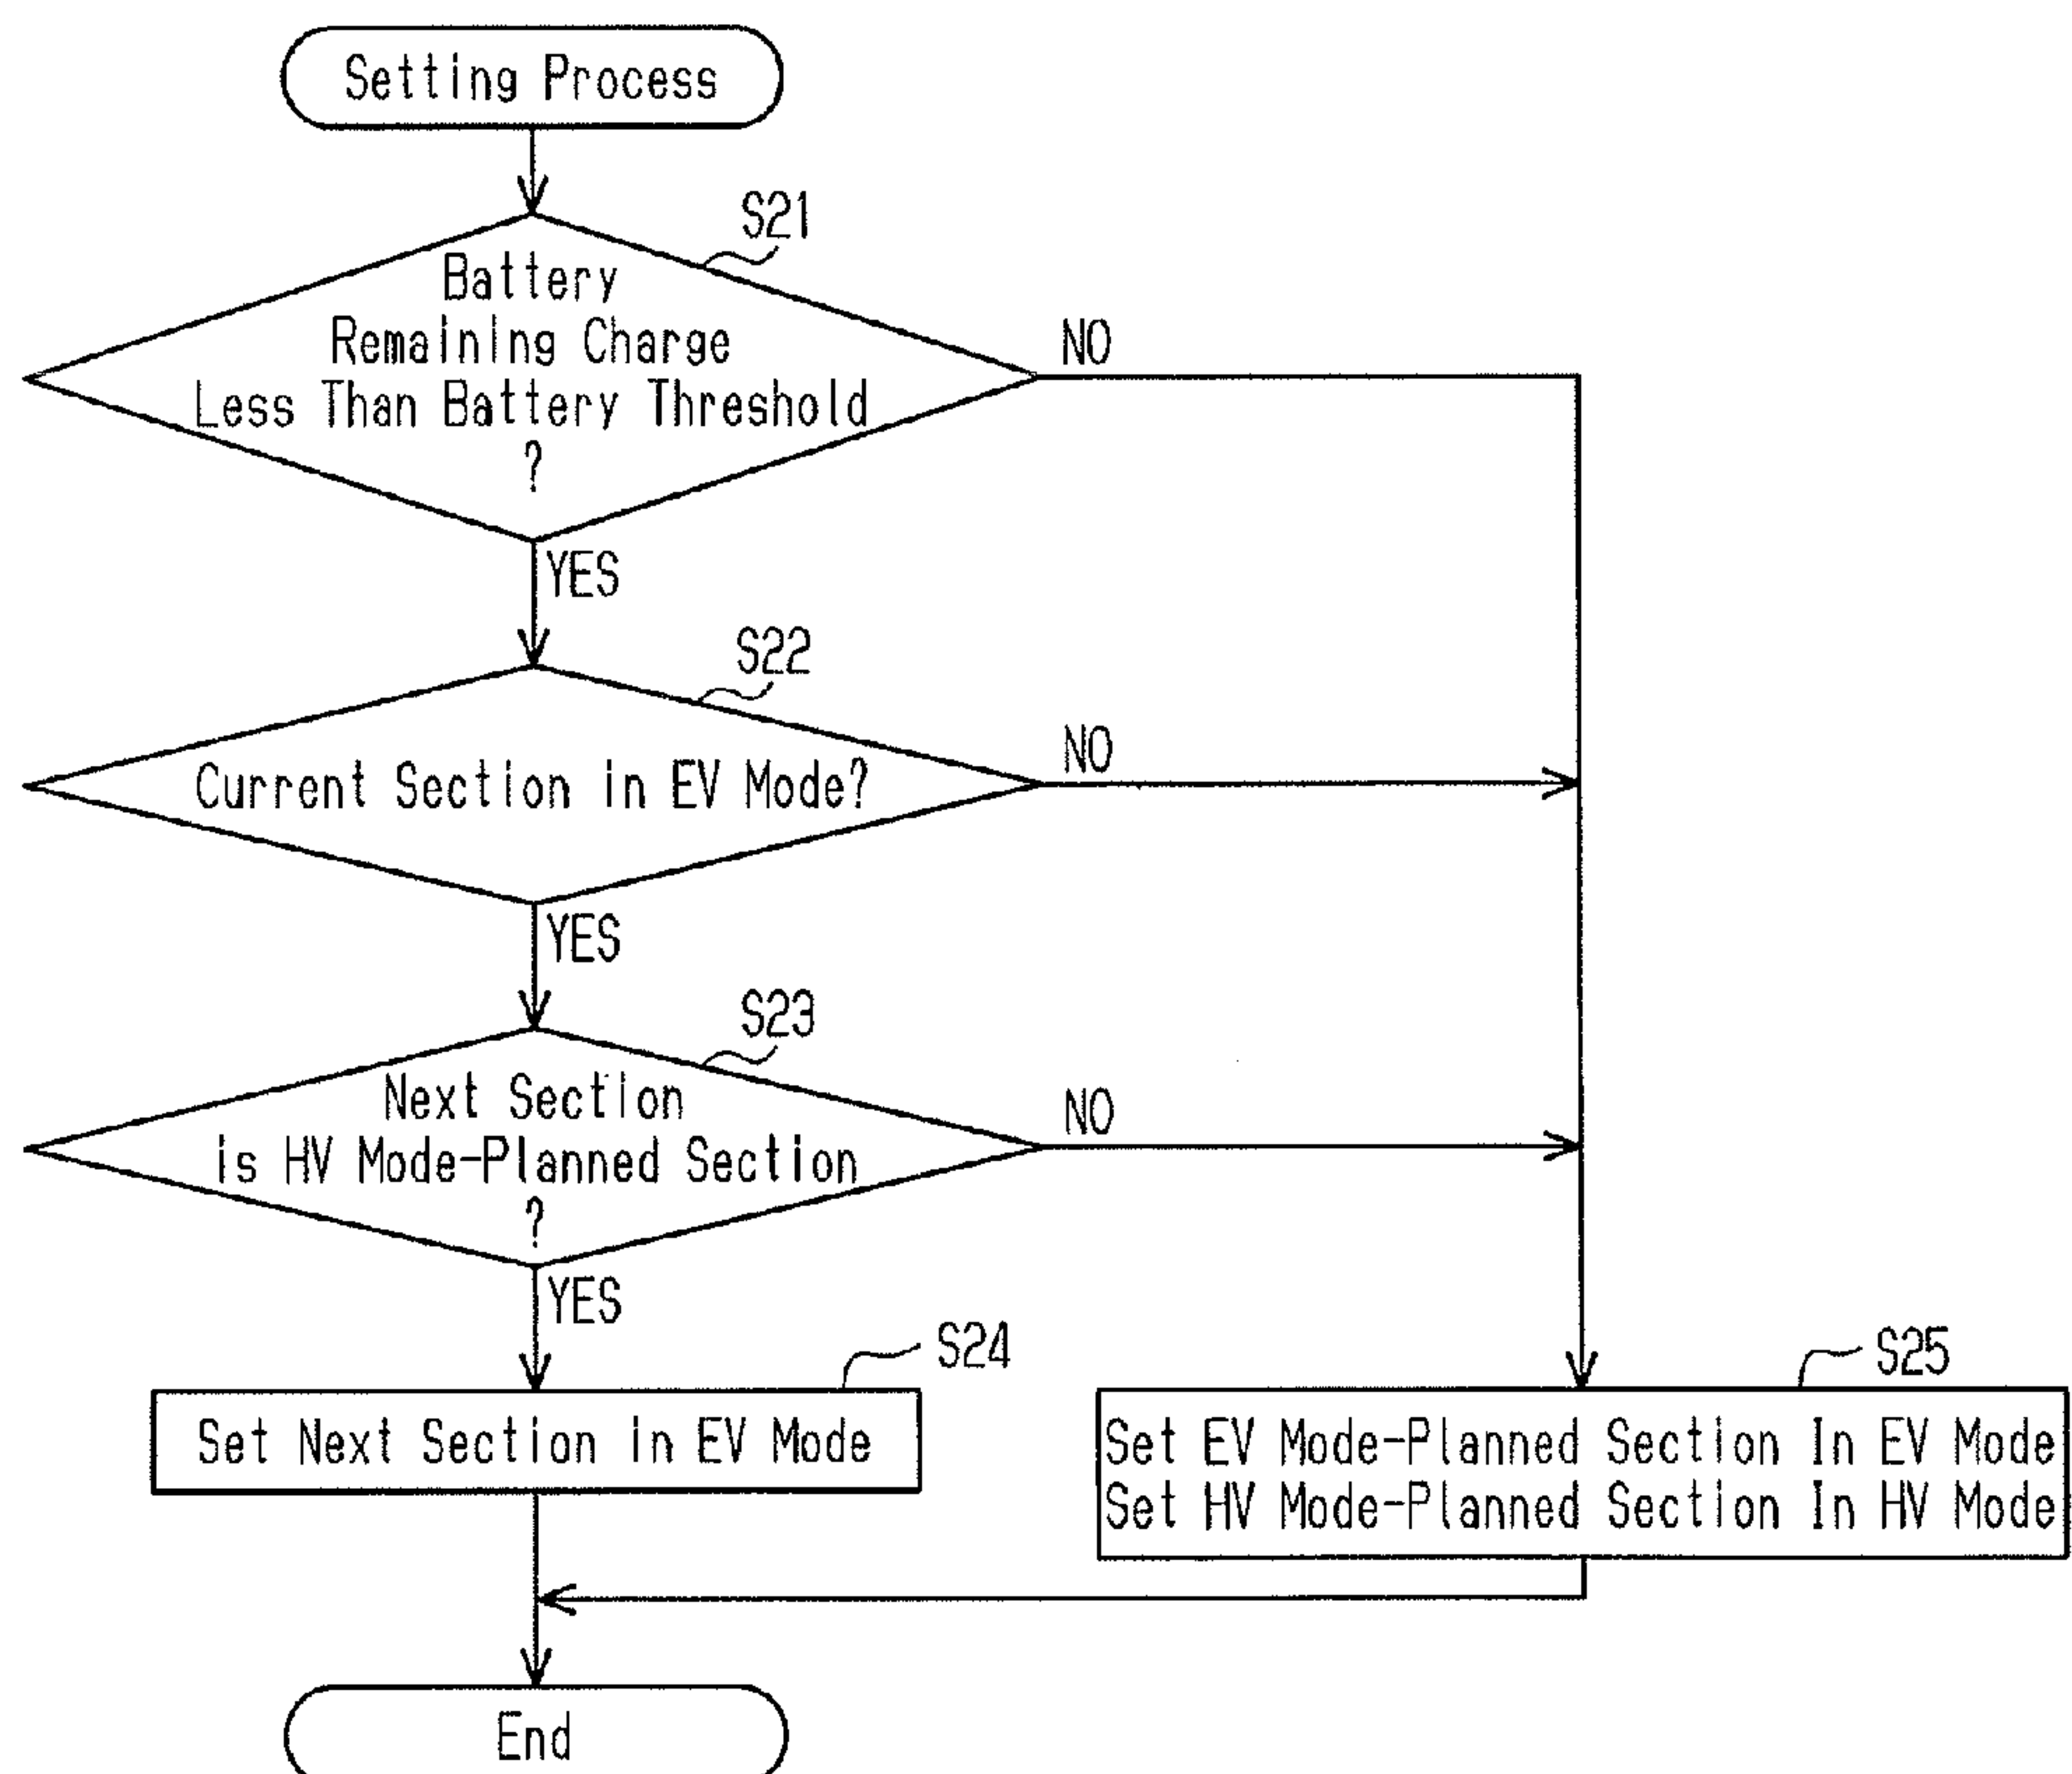 Setting Process
S21
Battery
Remaining Charge
Less Than Battery Threshold
?
NO
YES
S22
Current Section in EV Mode?
NO
YES
S23
Next Section
is HV Mode-Planned Section
?
NO
YES
S24
Set Next Section in EV Mode
S25
Set EV Mode-Planned Section In EV Mode
Set HV Mode-Planned Section In HV Mode
End